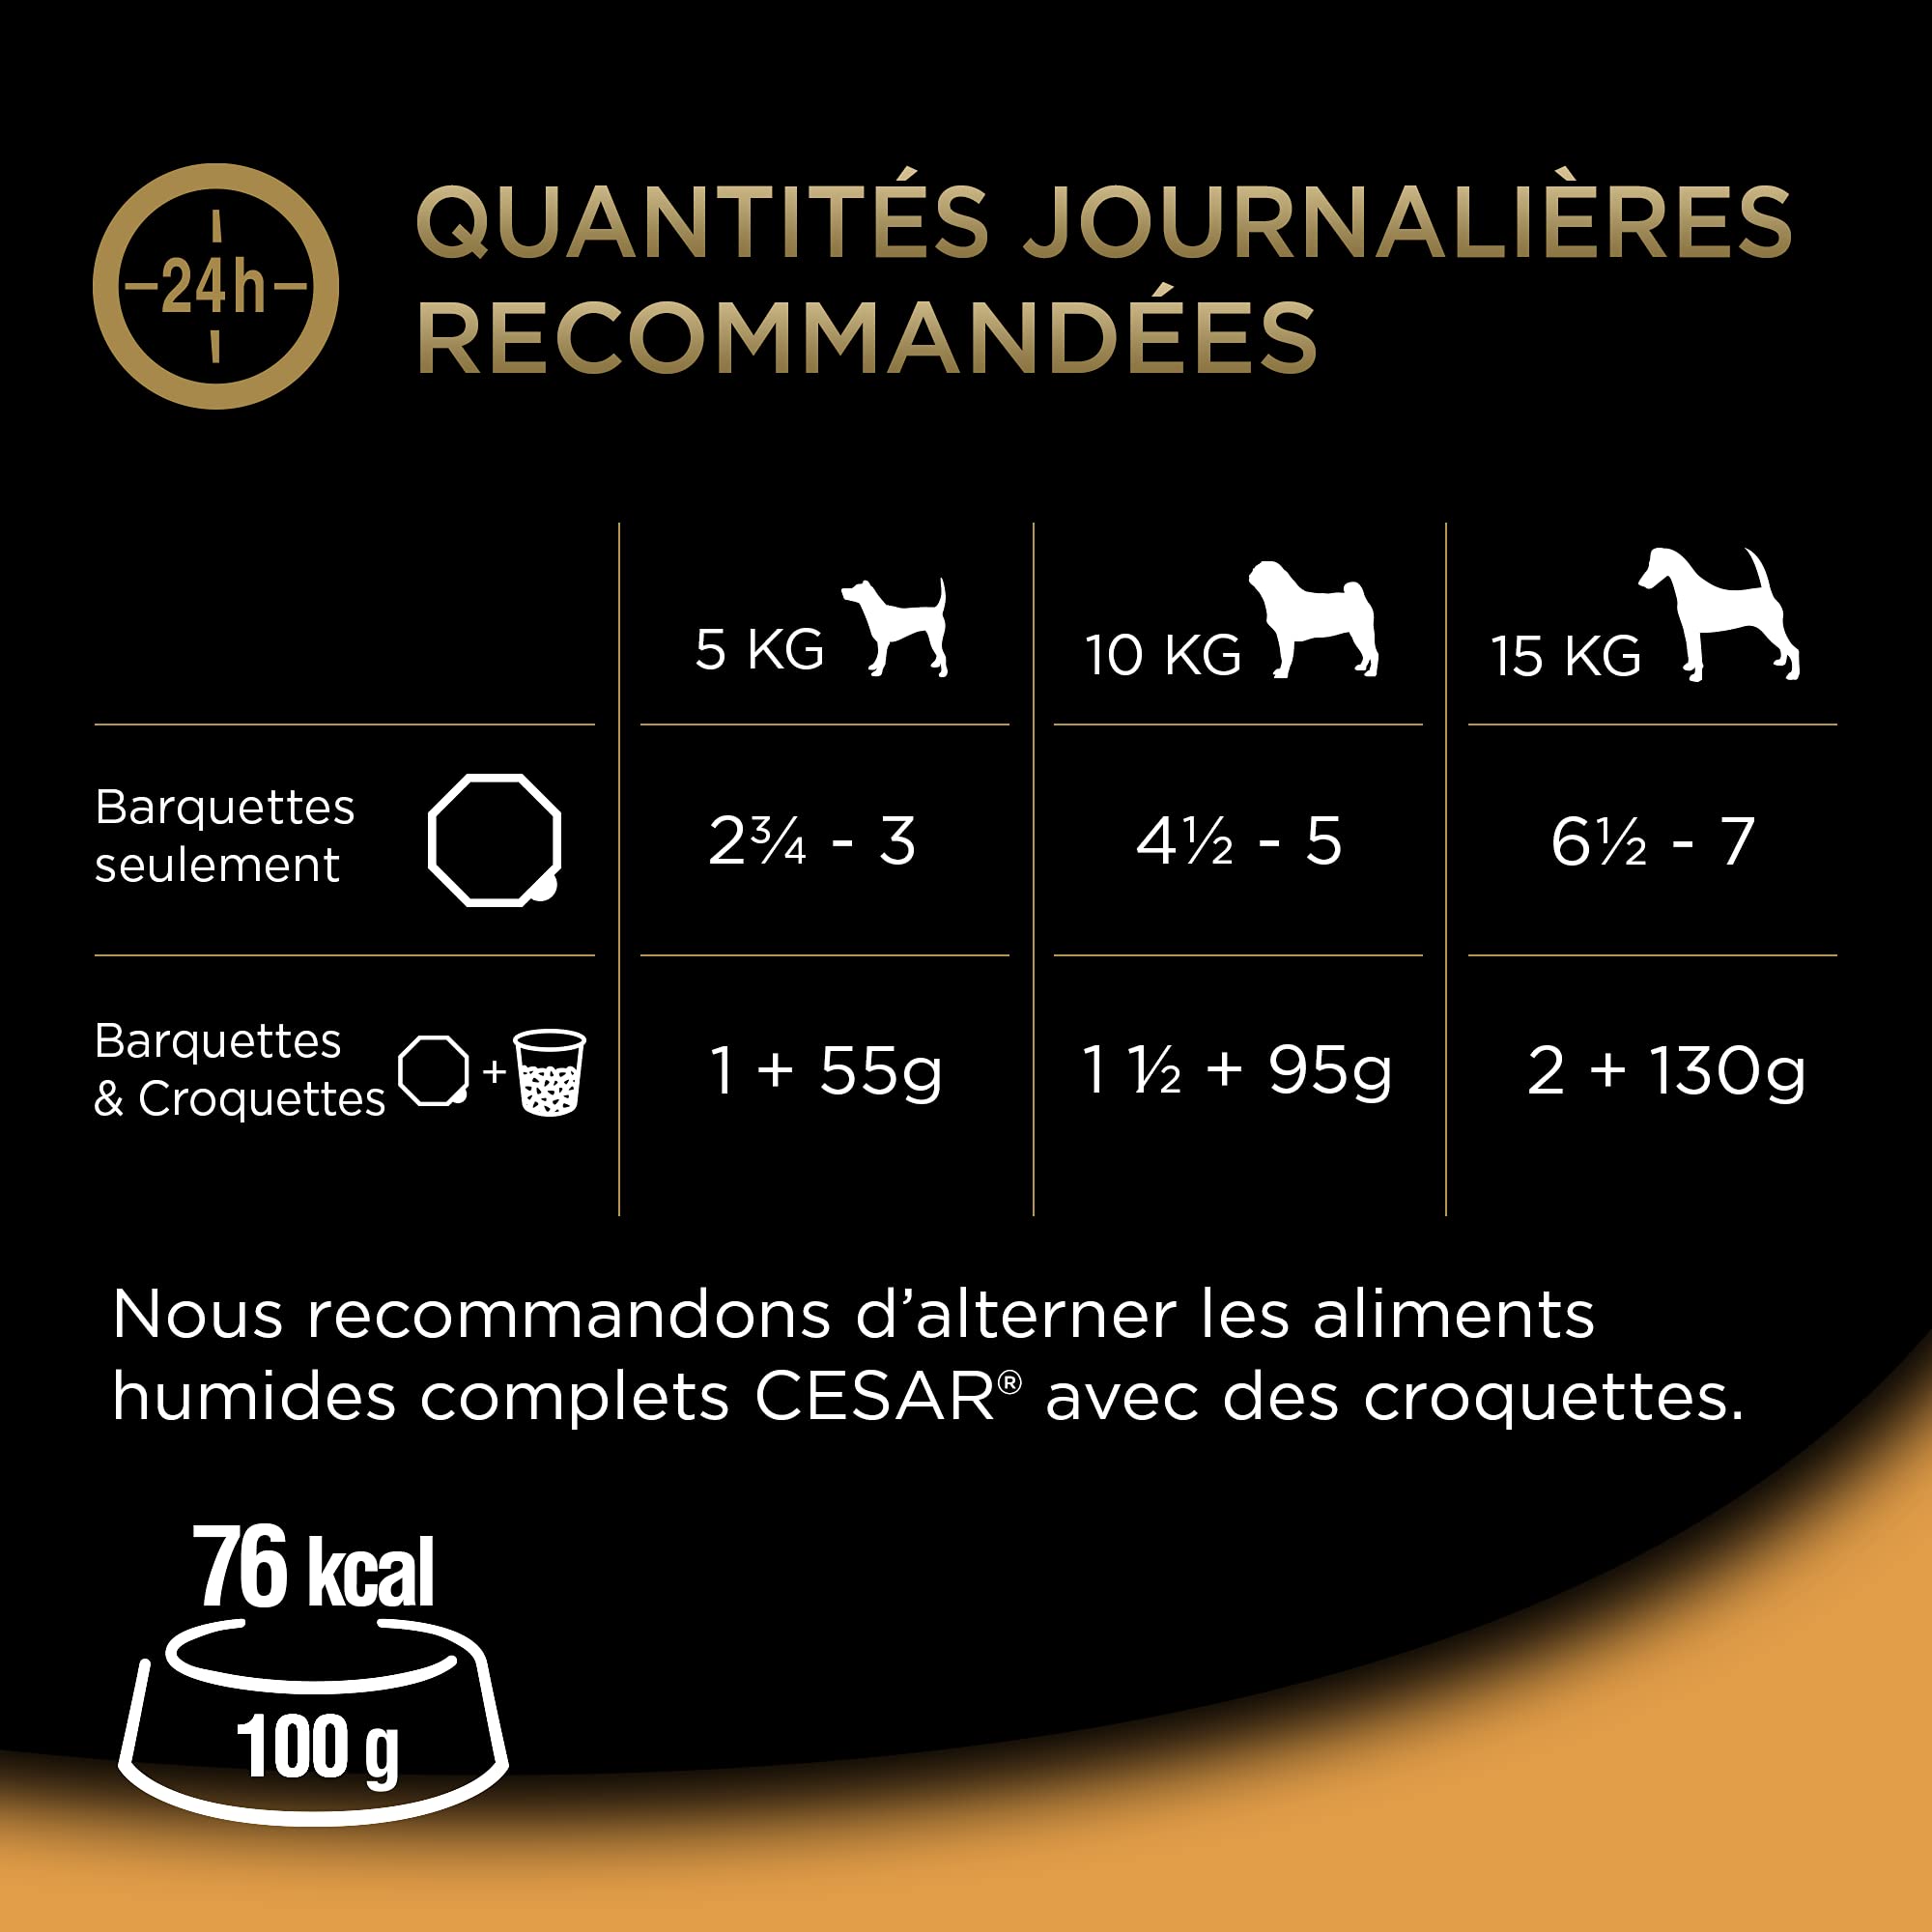 24h
QUANTITÉS JOURNALIÈRES
RECOMMANDÉES
5 KG
10 KG
15 KG
Barquettes
seulement
2¾ - 3
4½ - 5
6½ - 7
Barquettes
& Croquettes
+
1 + 55g
1 ½ + 95g
2 + 130g
Nous recommandons d’alterner les aliments
humides complets CESAR® avec des croquettes.
76 kcal
100 g